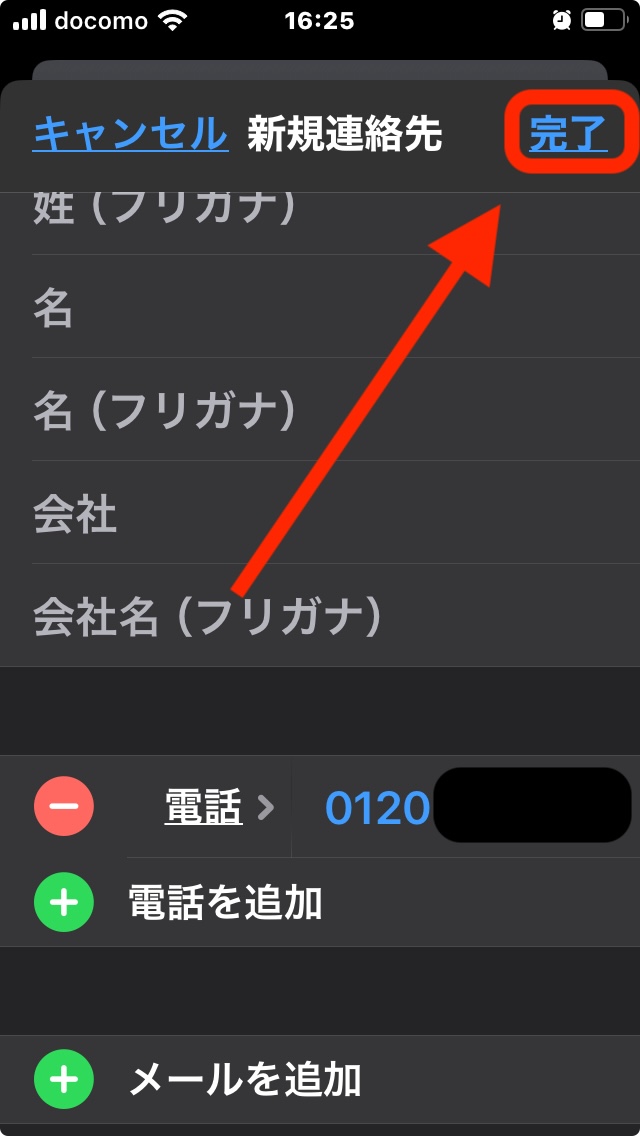 docomo 16:25
キャンセル 新規連絡先 完了
姓（フリガナ）
名
名（フリガナ）
会社
会社名（フリガナ）
電話 0120
電話を追加
メールを追加